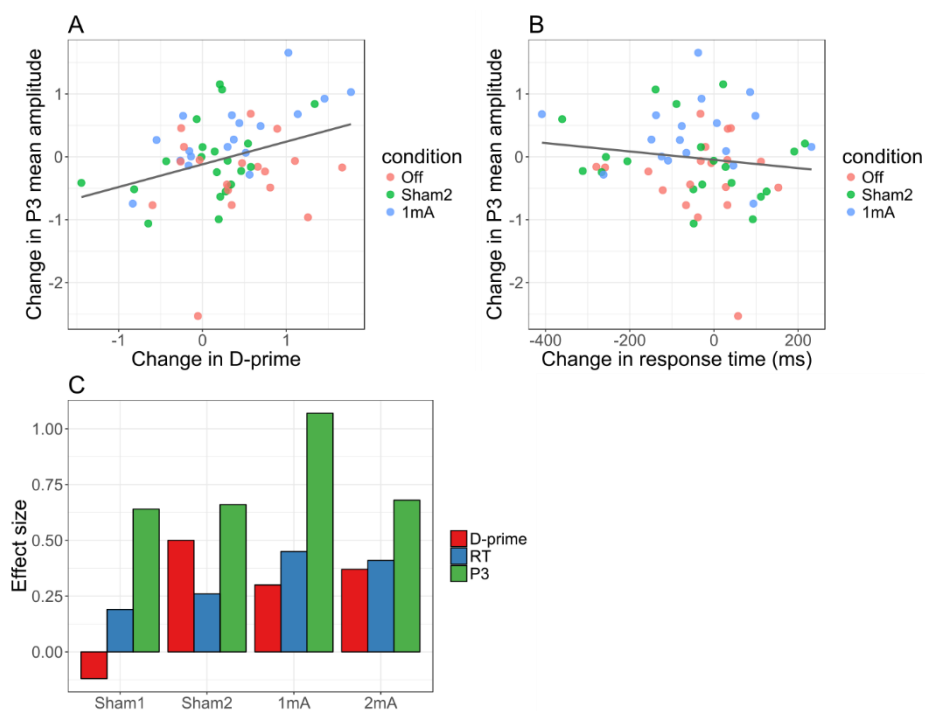 A
Change in P3 mean amplitude
1
0
-1
-2
-1
0
1
Change in D-prime
condition
Off
Sham2
1mA
B
Change in P3 mean amplitude
1
0
-1
-2
-400
-200
0
200
Change in response time (ms)
condition
Off
Sham2
1mA
C
Effect size
1.00
0.75
0.50
0.25
0.00
Sham1
Sham2
1mA
2mA
D-prime
RT
P3